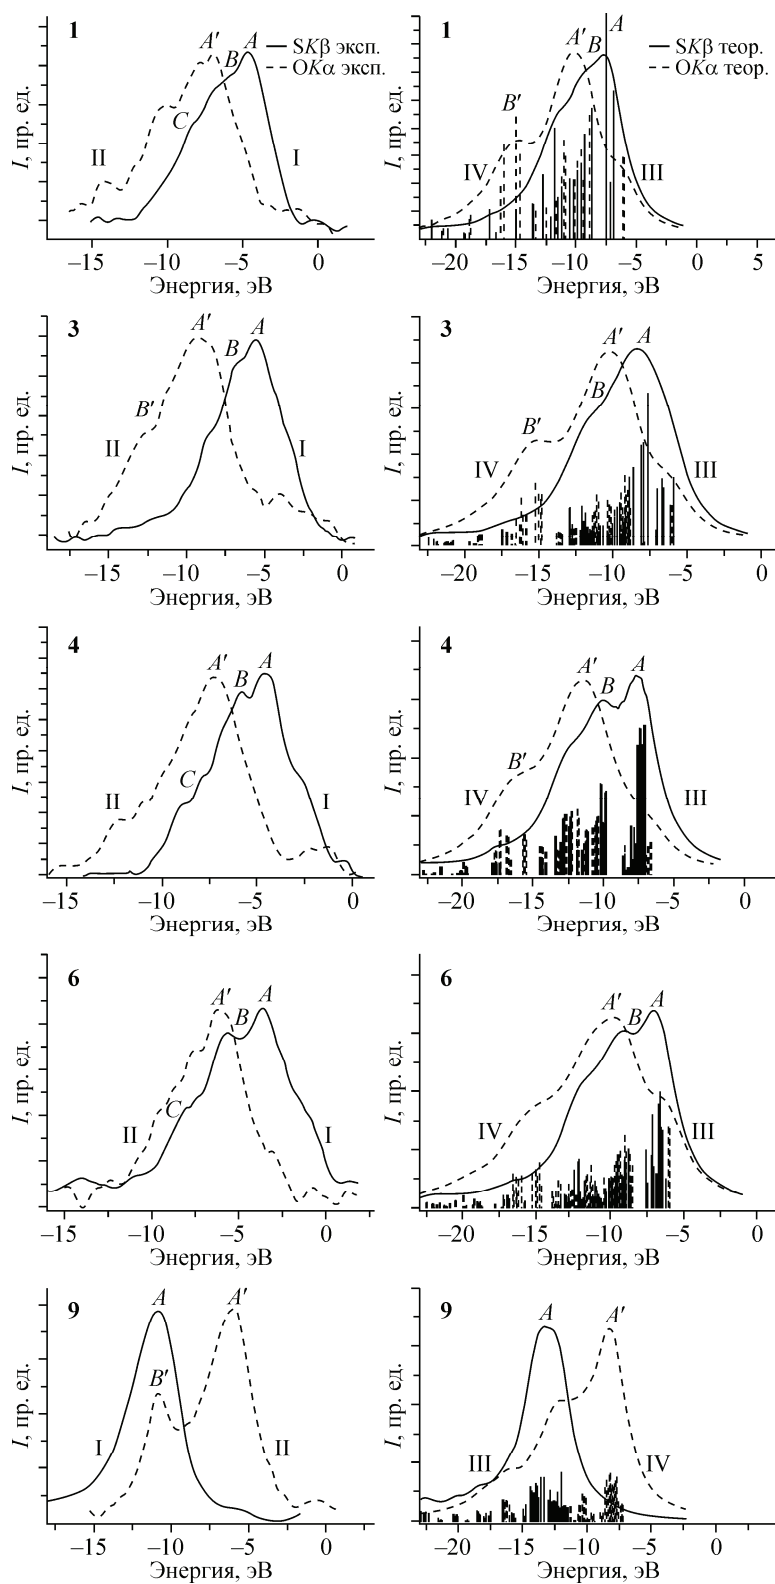 1
A′
A
B
C
II
I
SKβ эксп.
OKα эксп.
I, пр. ед.
–15 –10 –5 0
Энергия, эВ
1
A
A′
B
B′
IV
III
SKβ теор.
OKα теор.
I, пр. ед.
–20 –15 –10 –5 0 5
Энергия, эВ
3
A′
A
B
B′
II
I
I, пр. ед.
–15 –10 –5 0
Энергия, эВ
3
A′
A
B
B′
IV
III
I, пр. ед.
–20 –15 –10 –5 0
Энергия, эВ
4
A′
A
B
C
II
I
I, пр. ед.
–15 –10 –5 0
Энергия, эВ
4
A′
A
B
B′
IV
III
I, пр. ед.
–20 –15 –10 –5 0
Энергия, эВ
6
A′
A
B
C
II
I
I, пр. ед.
–15 –10 –5 0
Энергия, эВ
6
A′
A
B
IV
III
I, пр. ед.
–20 –15 –10 –5 0
Энергия, эВ
9
A
A′
B′
I
II
I, пр. ед.
–15 –10 –5 0
Энергия, эВ
9
A
A′
III
IV
I, пр. ед.
–20 –15 –10 –5 0
Энергия, эВ